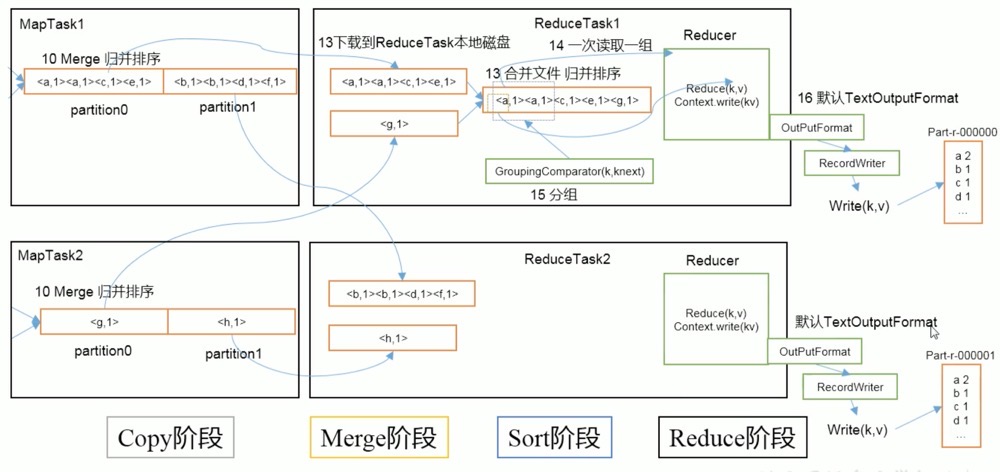 MapTask1
10 Merge 归并排序
<a,1><a,1><c,1><e,1>
<b,1><b,1><d,1><f,1>
partition0
partition1
ReduceTask1
13下载到ReduceTask本地磁盘
14 一次读取一组
<a,1><a,1><c,1><e,1>
13 合并文件 归并排序
<a,1><a,1><c,1><e,1><g,1>
<g,1>
GroupingComparator(k,knext)
15 分组
Reducer
Reduce(k,v)
Context.write(kv)
16 默认TextOutputFormat
OutPutFormat
RecordWriter
Write(k,v)
Part-r-000000
a 2
b 1
c 1
d 1
...
MapTask2
10 Merge 归并排序
<g,1>
<h,1>
partition0
partition1
ReduceTask2
<b,1><b,1><d,1><f,1>
<h,1>
Reducer
Reduce(k,v)
Context.write(kv)
默认TextOutputFormat
OutPutFormat
RecordWriter
Write(k,v)
Part-r-000001
a 2
b 1
c 1
d 1
...
Copy阶段
Merge阶段
Sort阶段
Reduce阶段